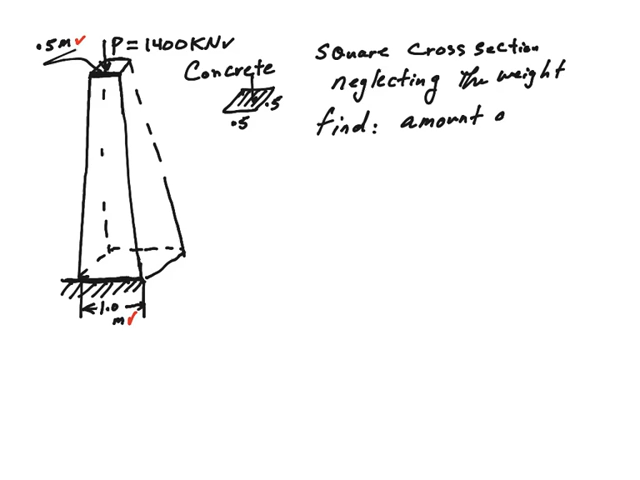 .5m
P = 1400KN
Concrete
.5
.5
1.0
m
Square cross section
neglecting the weight
find: amount o